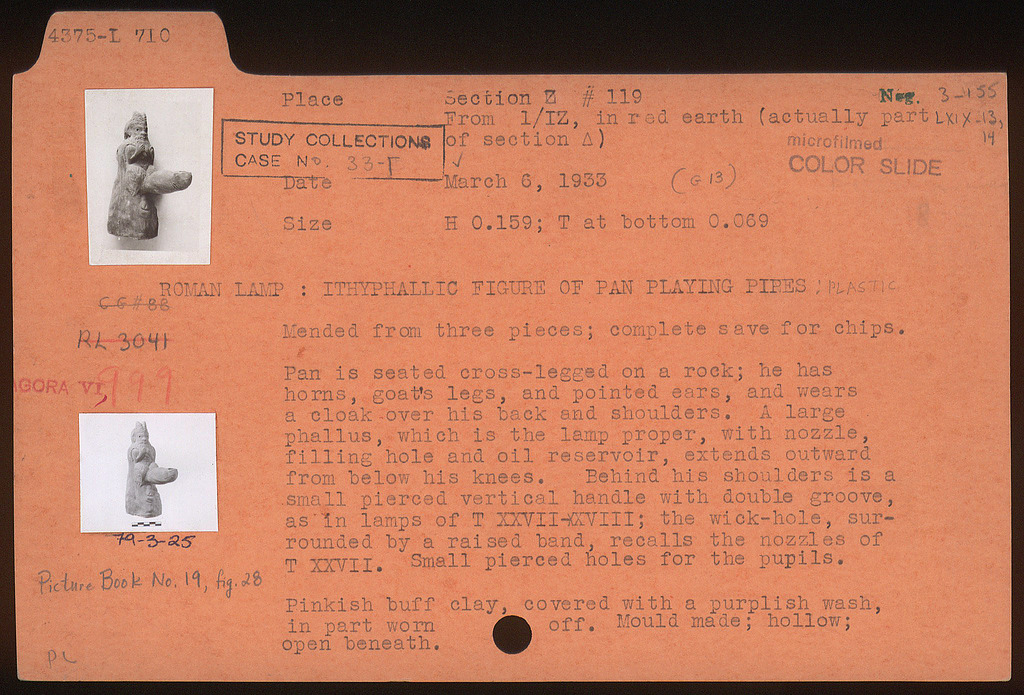 4375-L 710
Place Section Z # 119
Neg. 3-155
From 1/IZ, in red earth (actually part
LXIX-13,
14
of section Δ)
STUDY COLLECTIONS
CASE No. 33-F
✓
microfilmed
COLOR SLIDE
Date March 6, 1933 (G 13)
Size H 0.159; T at bottom 0.069
ROMAN LAMP : ITHYPHALLIC FIGURE OF PAN PLAYING PIPES ; PLASTIC
CG#88
RL 3041
Mended from three pieces; complete save for chips.
AGORA VI, 949
Pan is seated cross-legged on a rock; he has
horns, goat's legs, and pointed ears, and wears
a cloak over his back and shoulders. A large
phallus, which is the lamp proper, with nozzle,
filling hole and oil reservoir, extends outward
from below his knees. Behind his shoulders is a
small pierced vertical handle with double groove,
as in lamps of T XXVII-XXVIII; the wick-hole, sur-
rounded by a raised band, recalls the nozzles of
T XXVII. Small pierced holes for the pupils.
79-3-25
Picture Book No. 19, fig. 28
Pinkish buff clay, covered with a purplish wash,
in part worn off. Mould made; hollow;
open beneath.
PL